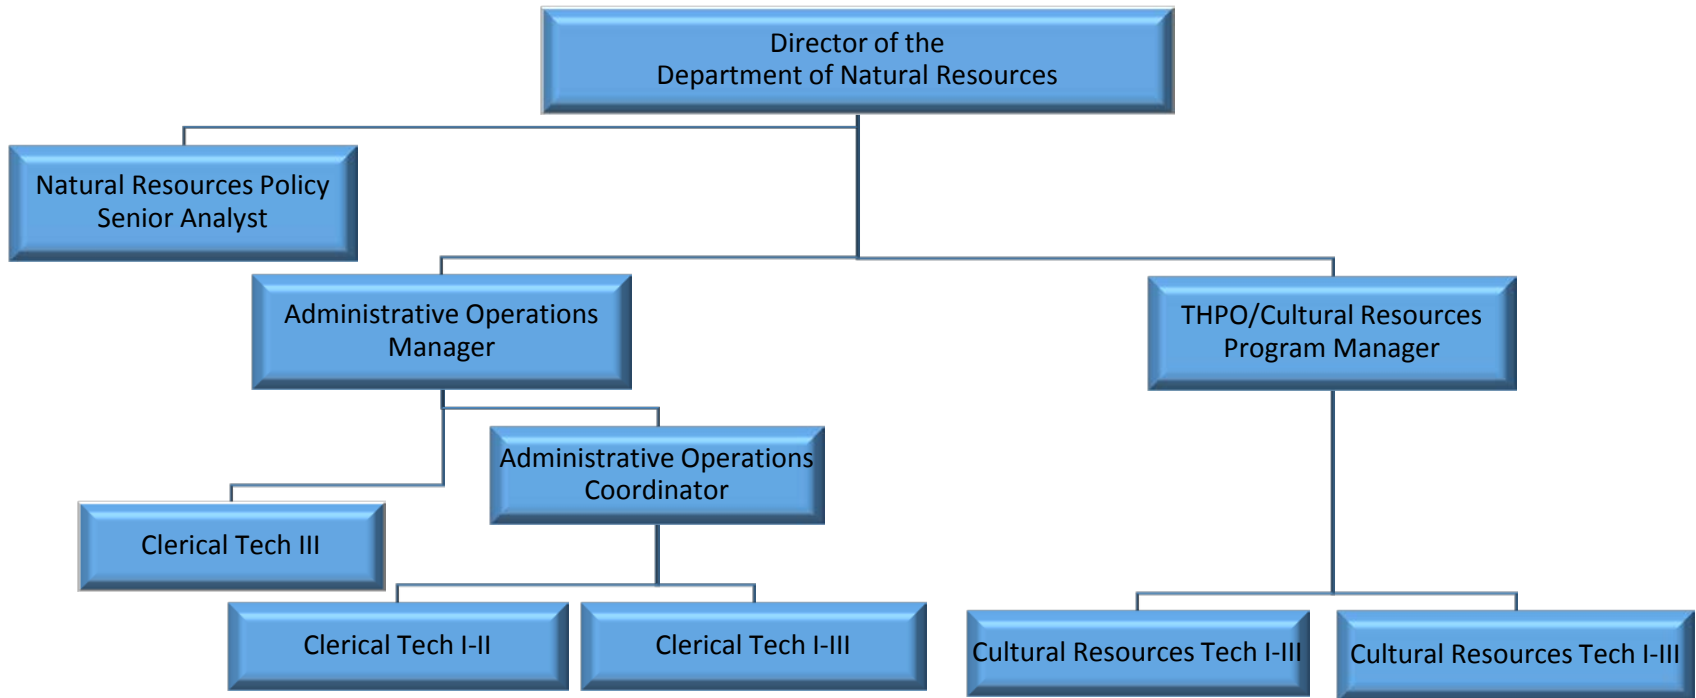 Director of the
Department of Natural Resources
Natural Resources Policy
Senior Analyst
Administrative Operations
Manager
THPO/Cultural Resources
Program Manager
Administrative Operations
Coordinator
Clerical Tech III
Clerical Tech I-II
Clerical Tech I-III
Cultural Resources Tech I-III
Cultural Resources Tech I-III